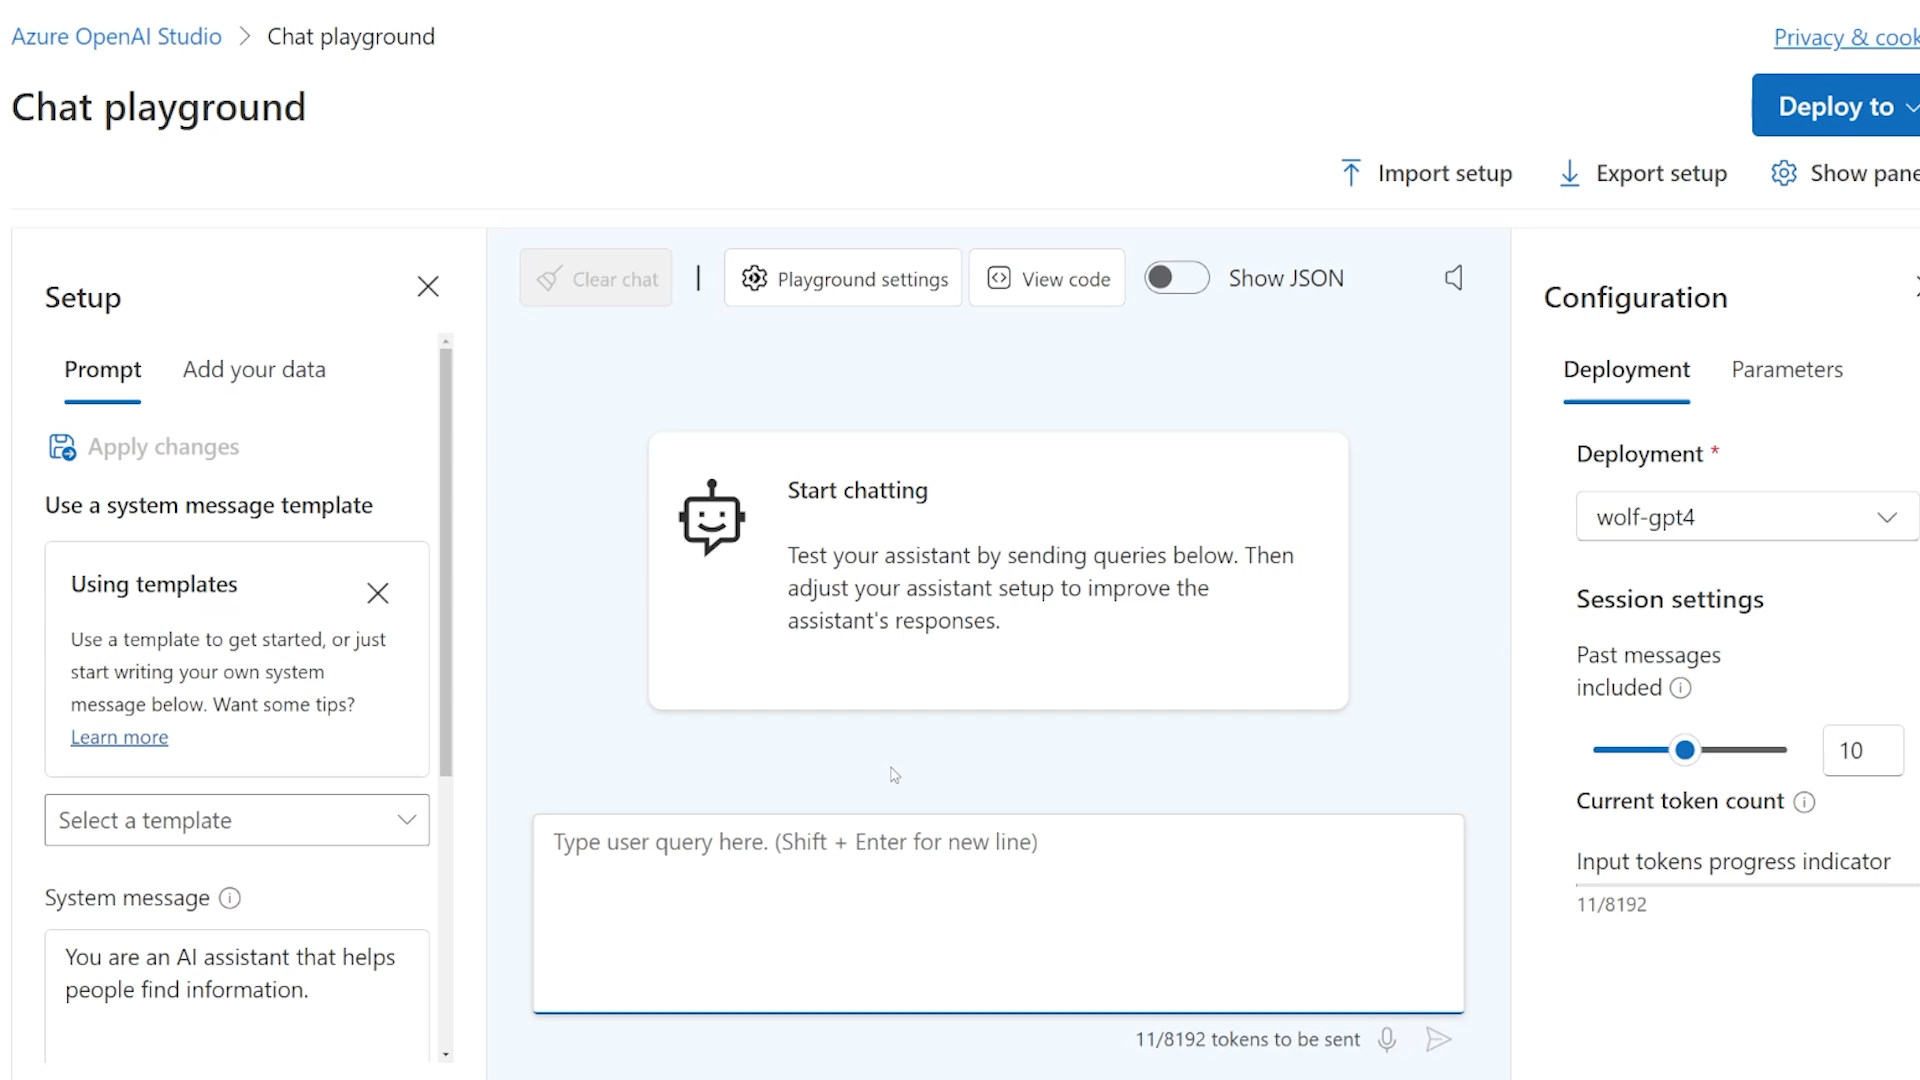 Azure OpenAI Studio > Chat playground
Privacy & cook
Chat playground
Deploy to
Import setup
Export setup
Show pane
Setup
Prompt
Add your data
Apply changes
Use a system message template
Using templates
Use a template to get started, or just
start writing your own system
message below. Want some tips?
Learn more
Select a template
System message
You are an AI assistant that helps
people find information.
Clear chat
Playground settings
View code
Show JSON
Start chatting
Test your assistant by sending queries below. Then
adjust your assistant setup to improve the
assistant's responses.
Type user query here. (Shift + Enter for new line)
11/8192 tokens to be sent
Configuration
Deployment
Parameters
Deployment *
wolf-gpt4
Session settings
Past messages
included
10
Current token count
Input tokens progress indicator
11/8192